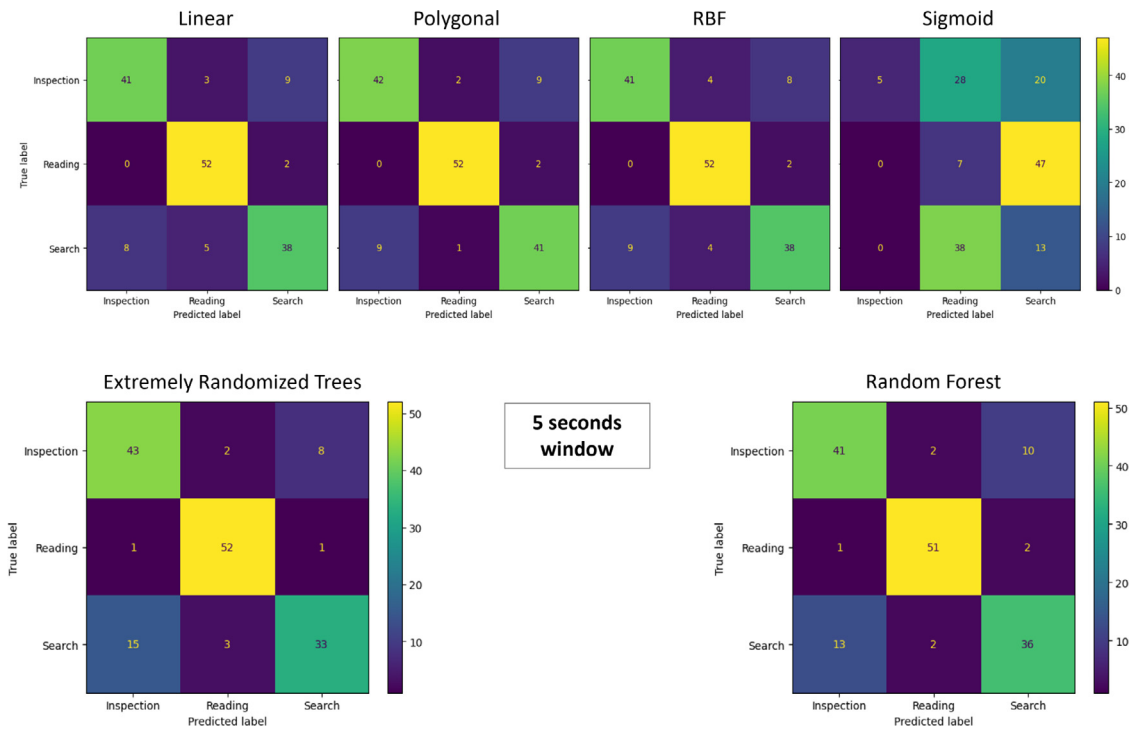 Linear Polygonal RBF Sigmoid
Inspection 41 3 9 42 2 9 41 4 8 5 28 20
Reading 0 52 2 0 52 2 0 52 2 0 7 47
Search 8 5 38 9 1 41 9 4 38 0 38 13
True label
40
30
20
10
0
Inspection Reading Search Inspection Reading Search Inspection Reading Search Inspection Reading Search
Predicted label Predicted label Predicted label Predicted label
Extremely Randomized Trees
Inspection 43 2 8
Reading 1 52 1
Search 15 3 33
True label
Inspection Reading Search
Predicted label
50
40
30
20
10
5 seconds
window
Random Forest
Inspection 41 2 10
Reading 1 51 2
Search 13 2 36
True label
Inspection Reading Search
Predicted label
50
40
30
20
10